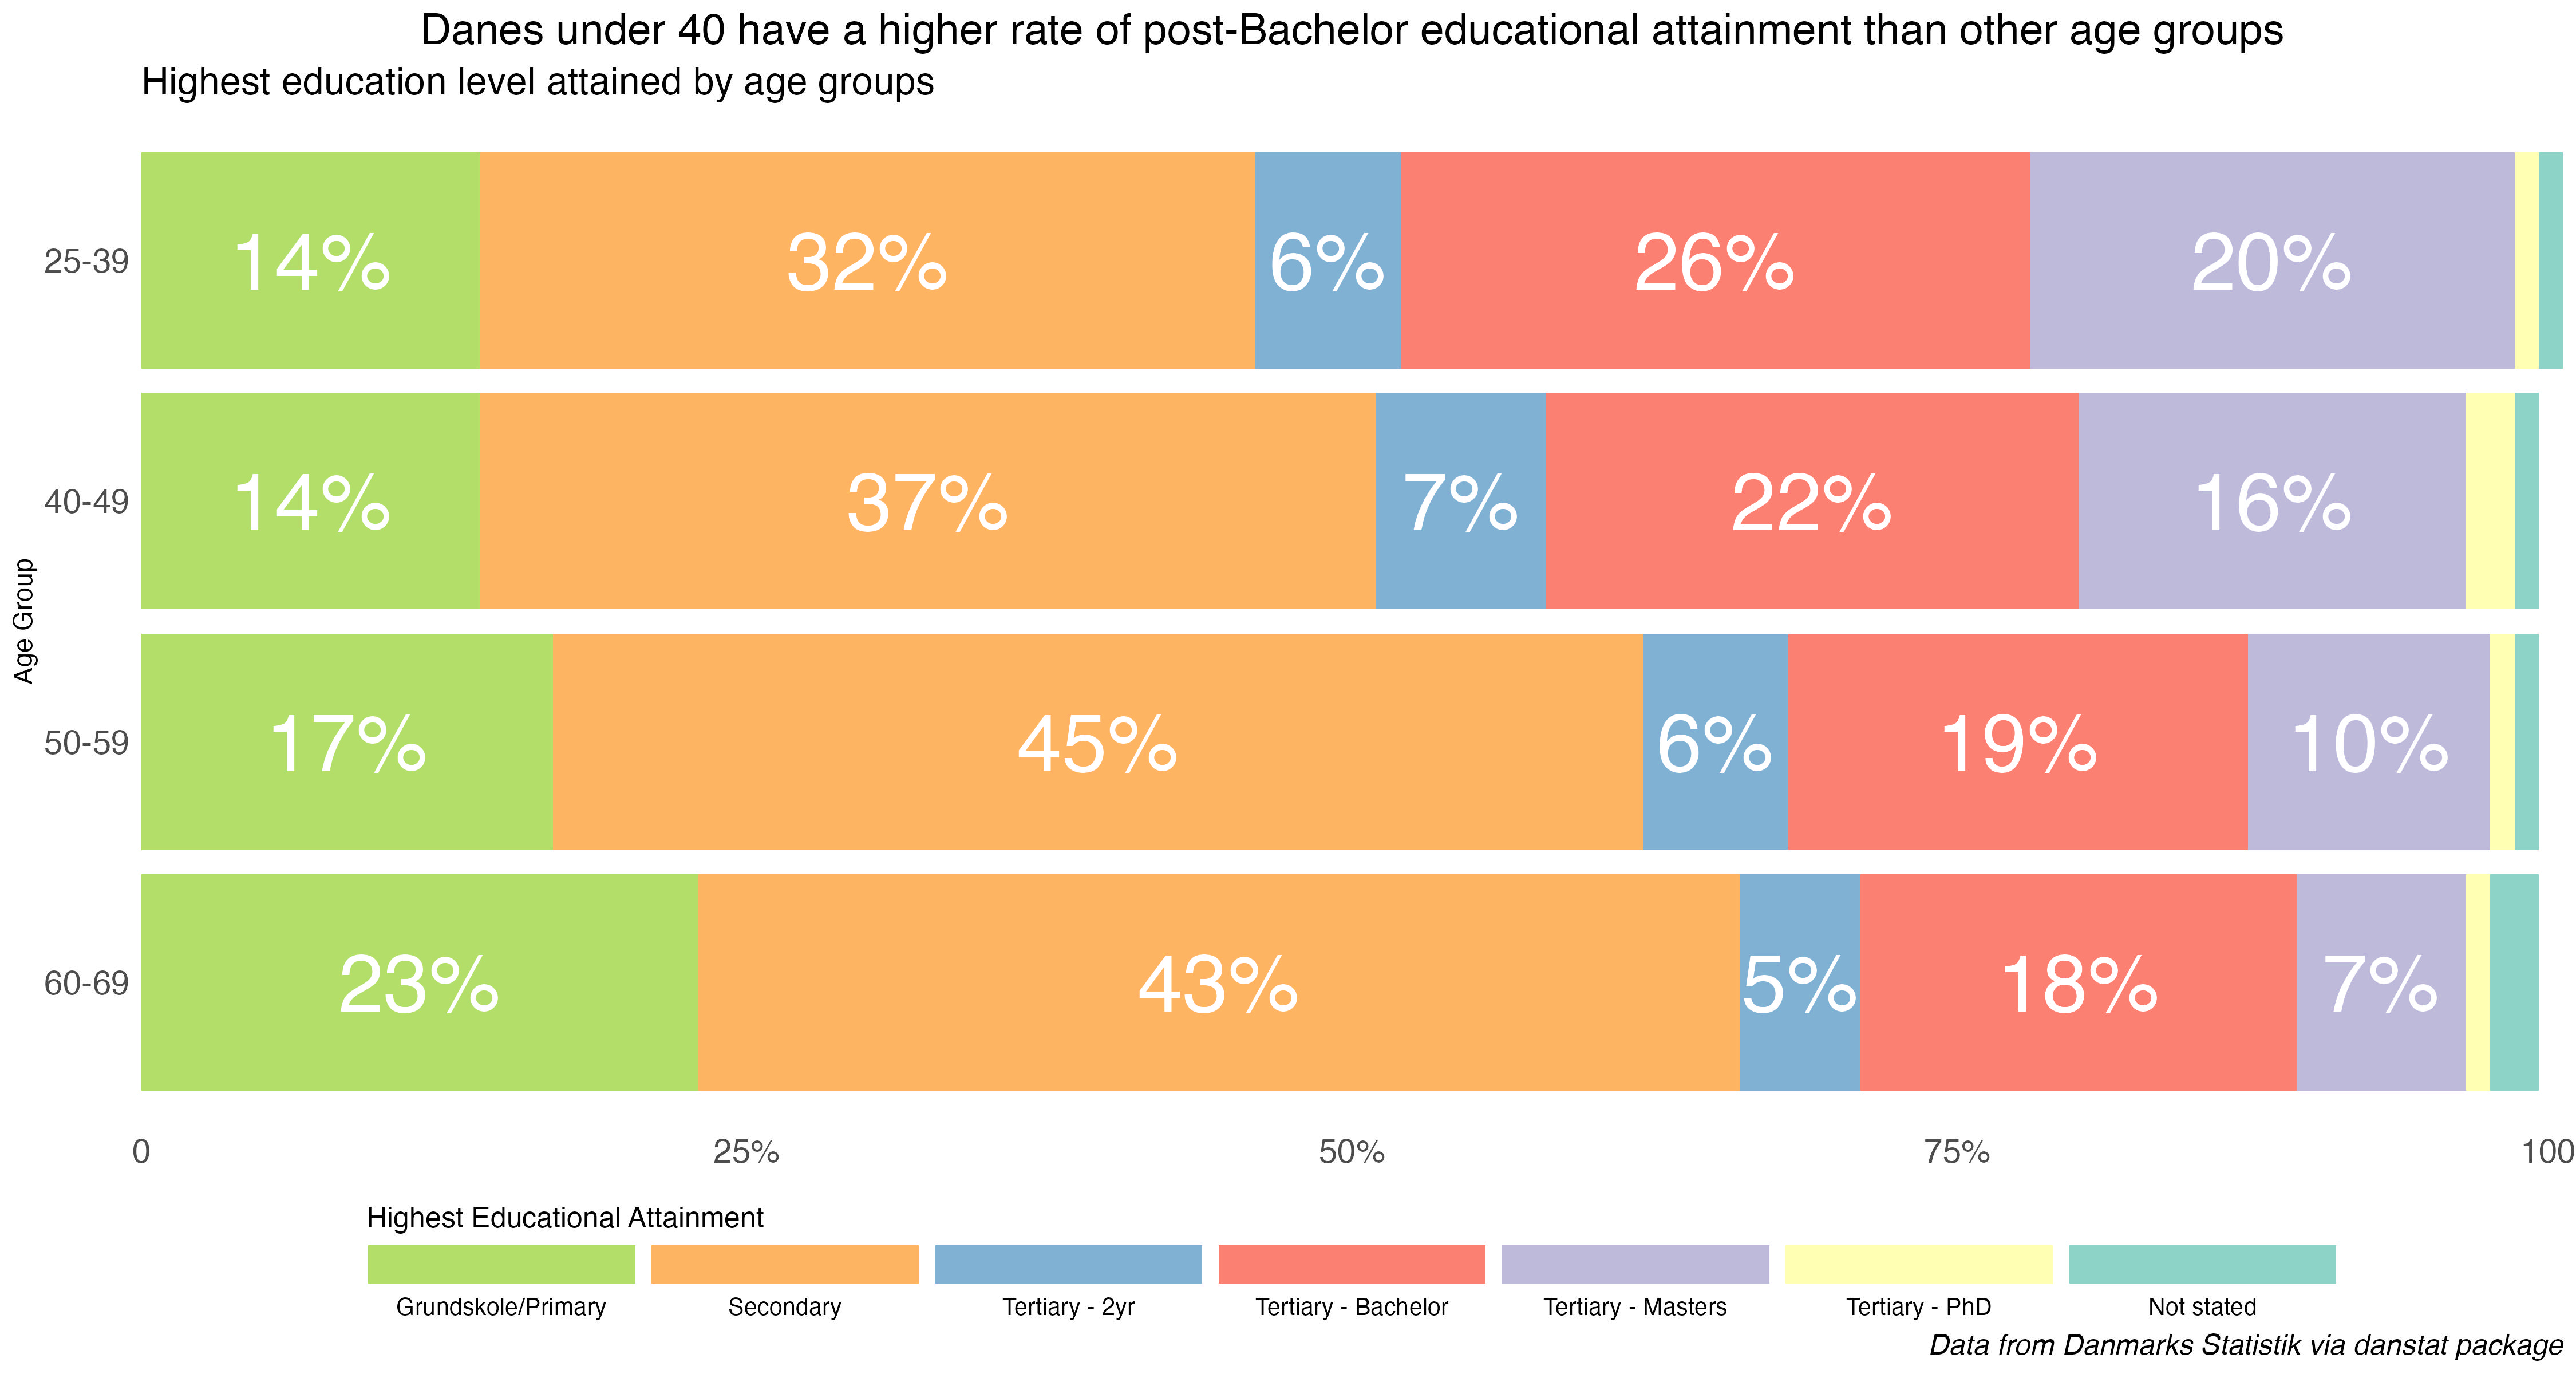 Danes under 40 have a higher rate of post-Bachelor educational attainment than other age groups
Highest education level attained by age groups
Age Group
25-39 14% 32% 6% 26% 20%
40-49 14% 37% 7% 22% 16%
50-59 17% 45% 6% 19% 10%
60-69 23% 43% 5% 18% 7%
0 25% 50% 75% 100
Highest Educational Attainment
Grundskole/Primary Secondary Tertiary - 2yr Tertiary - Bachelor Tertiary - Masters Tertiary - PhD Not stated
Data from Danmarks Statistik via danstat package